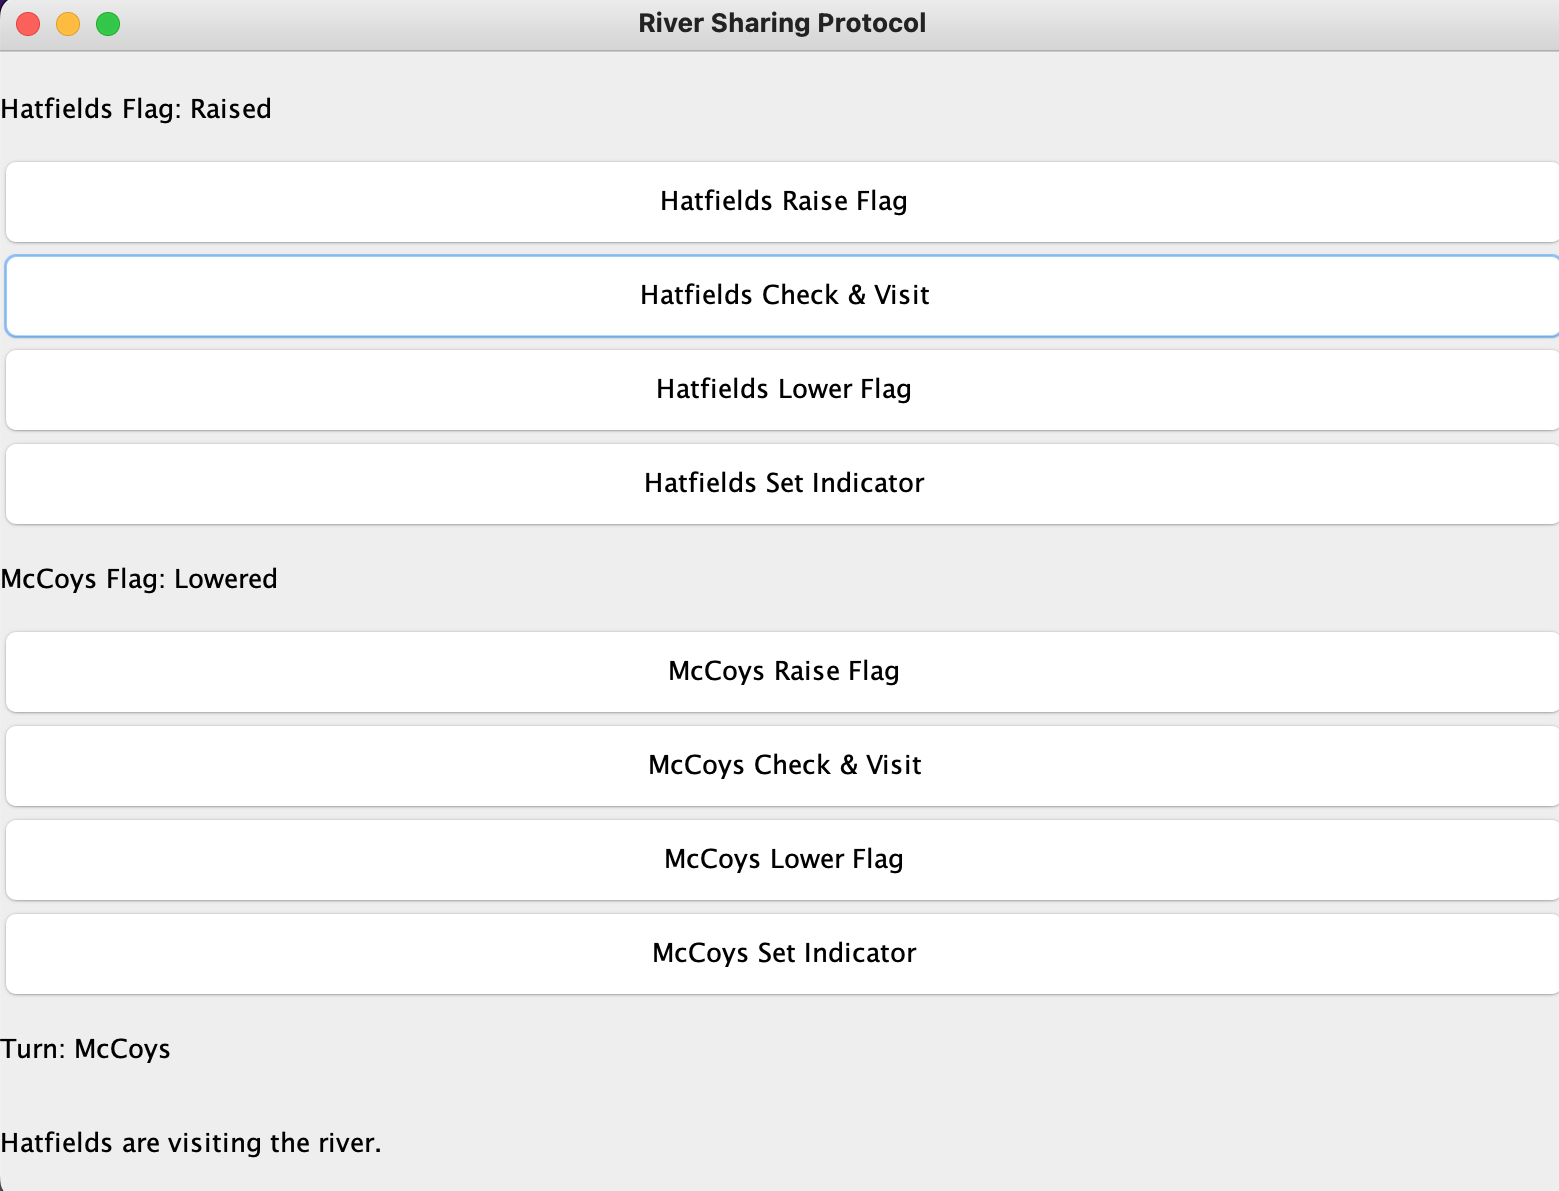 River Sharing Protocol
Hatfields Flag: Raised
Hatfields Raise Flag
Hatfields Check & Visit
Hatfields Lower Flag
Hatfields Set Indicator
McCoys Flag: Lowered
McCoys Raise Flag
McCoys Check & Visit
McCoys Lower Flag
McCoys Set Indicator
Turn: McCoys
Hatfields are visiting the river.